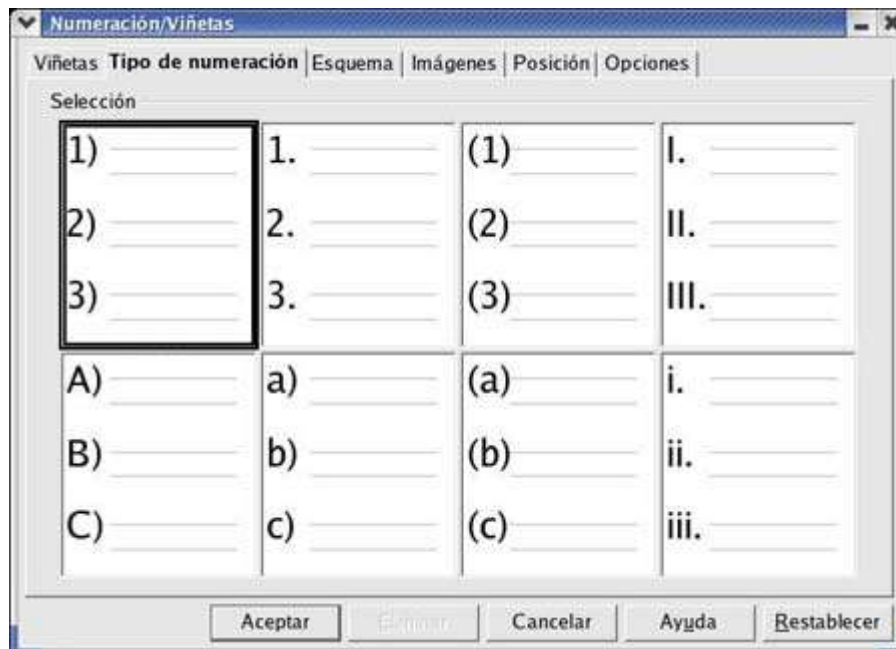 Numeración/Viñetas
Viñetas Tipo de numeración Esquema Imágenes Posición Opciones
Selección
1) 1. (1) I.
2) 2. (2) II.
3) 3. (3) III.
A) a) (a) i.
B) b) (b) ii.
C) c) (c) iii.
Aceptar Cancelar Ayuda Restablecer